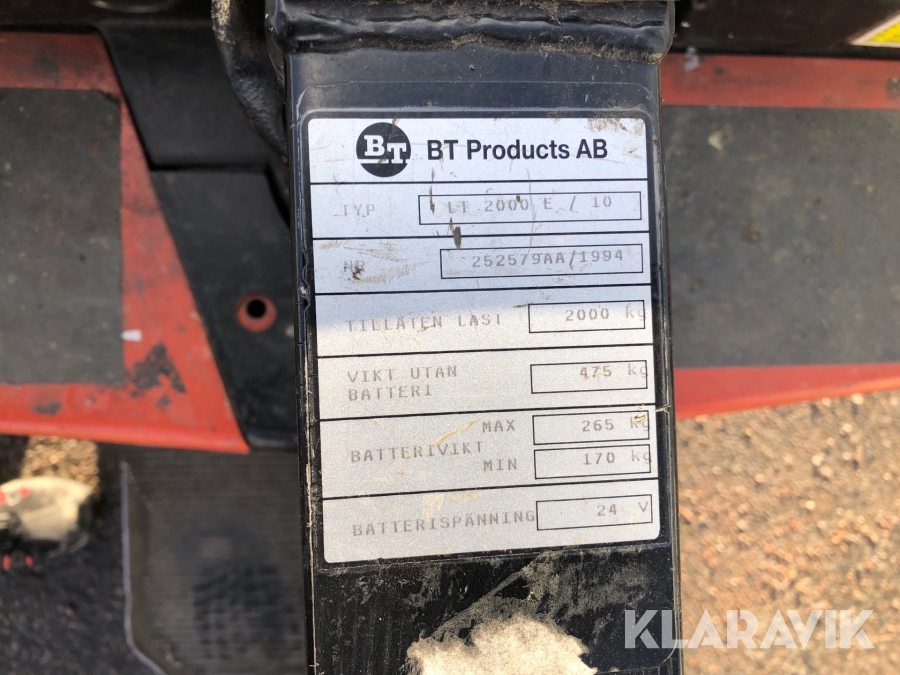 BT BT Products AB
TYP LT 2000 E / 10
NR 252579AA/1994
TILLÅTEN LAST 2000 kg
VIKT UTAN
BATTERI 475 kg
MAX 265 kg
BATTERIVIKT
MIN 170 kg
BATTERISPÄNNING 24 V
KLARAVIK